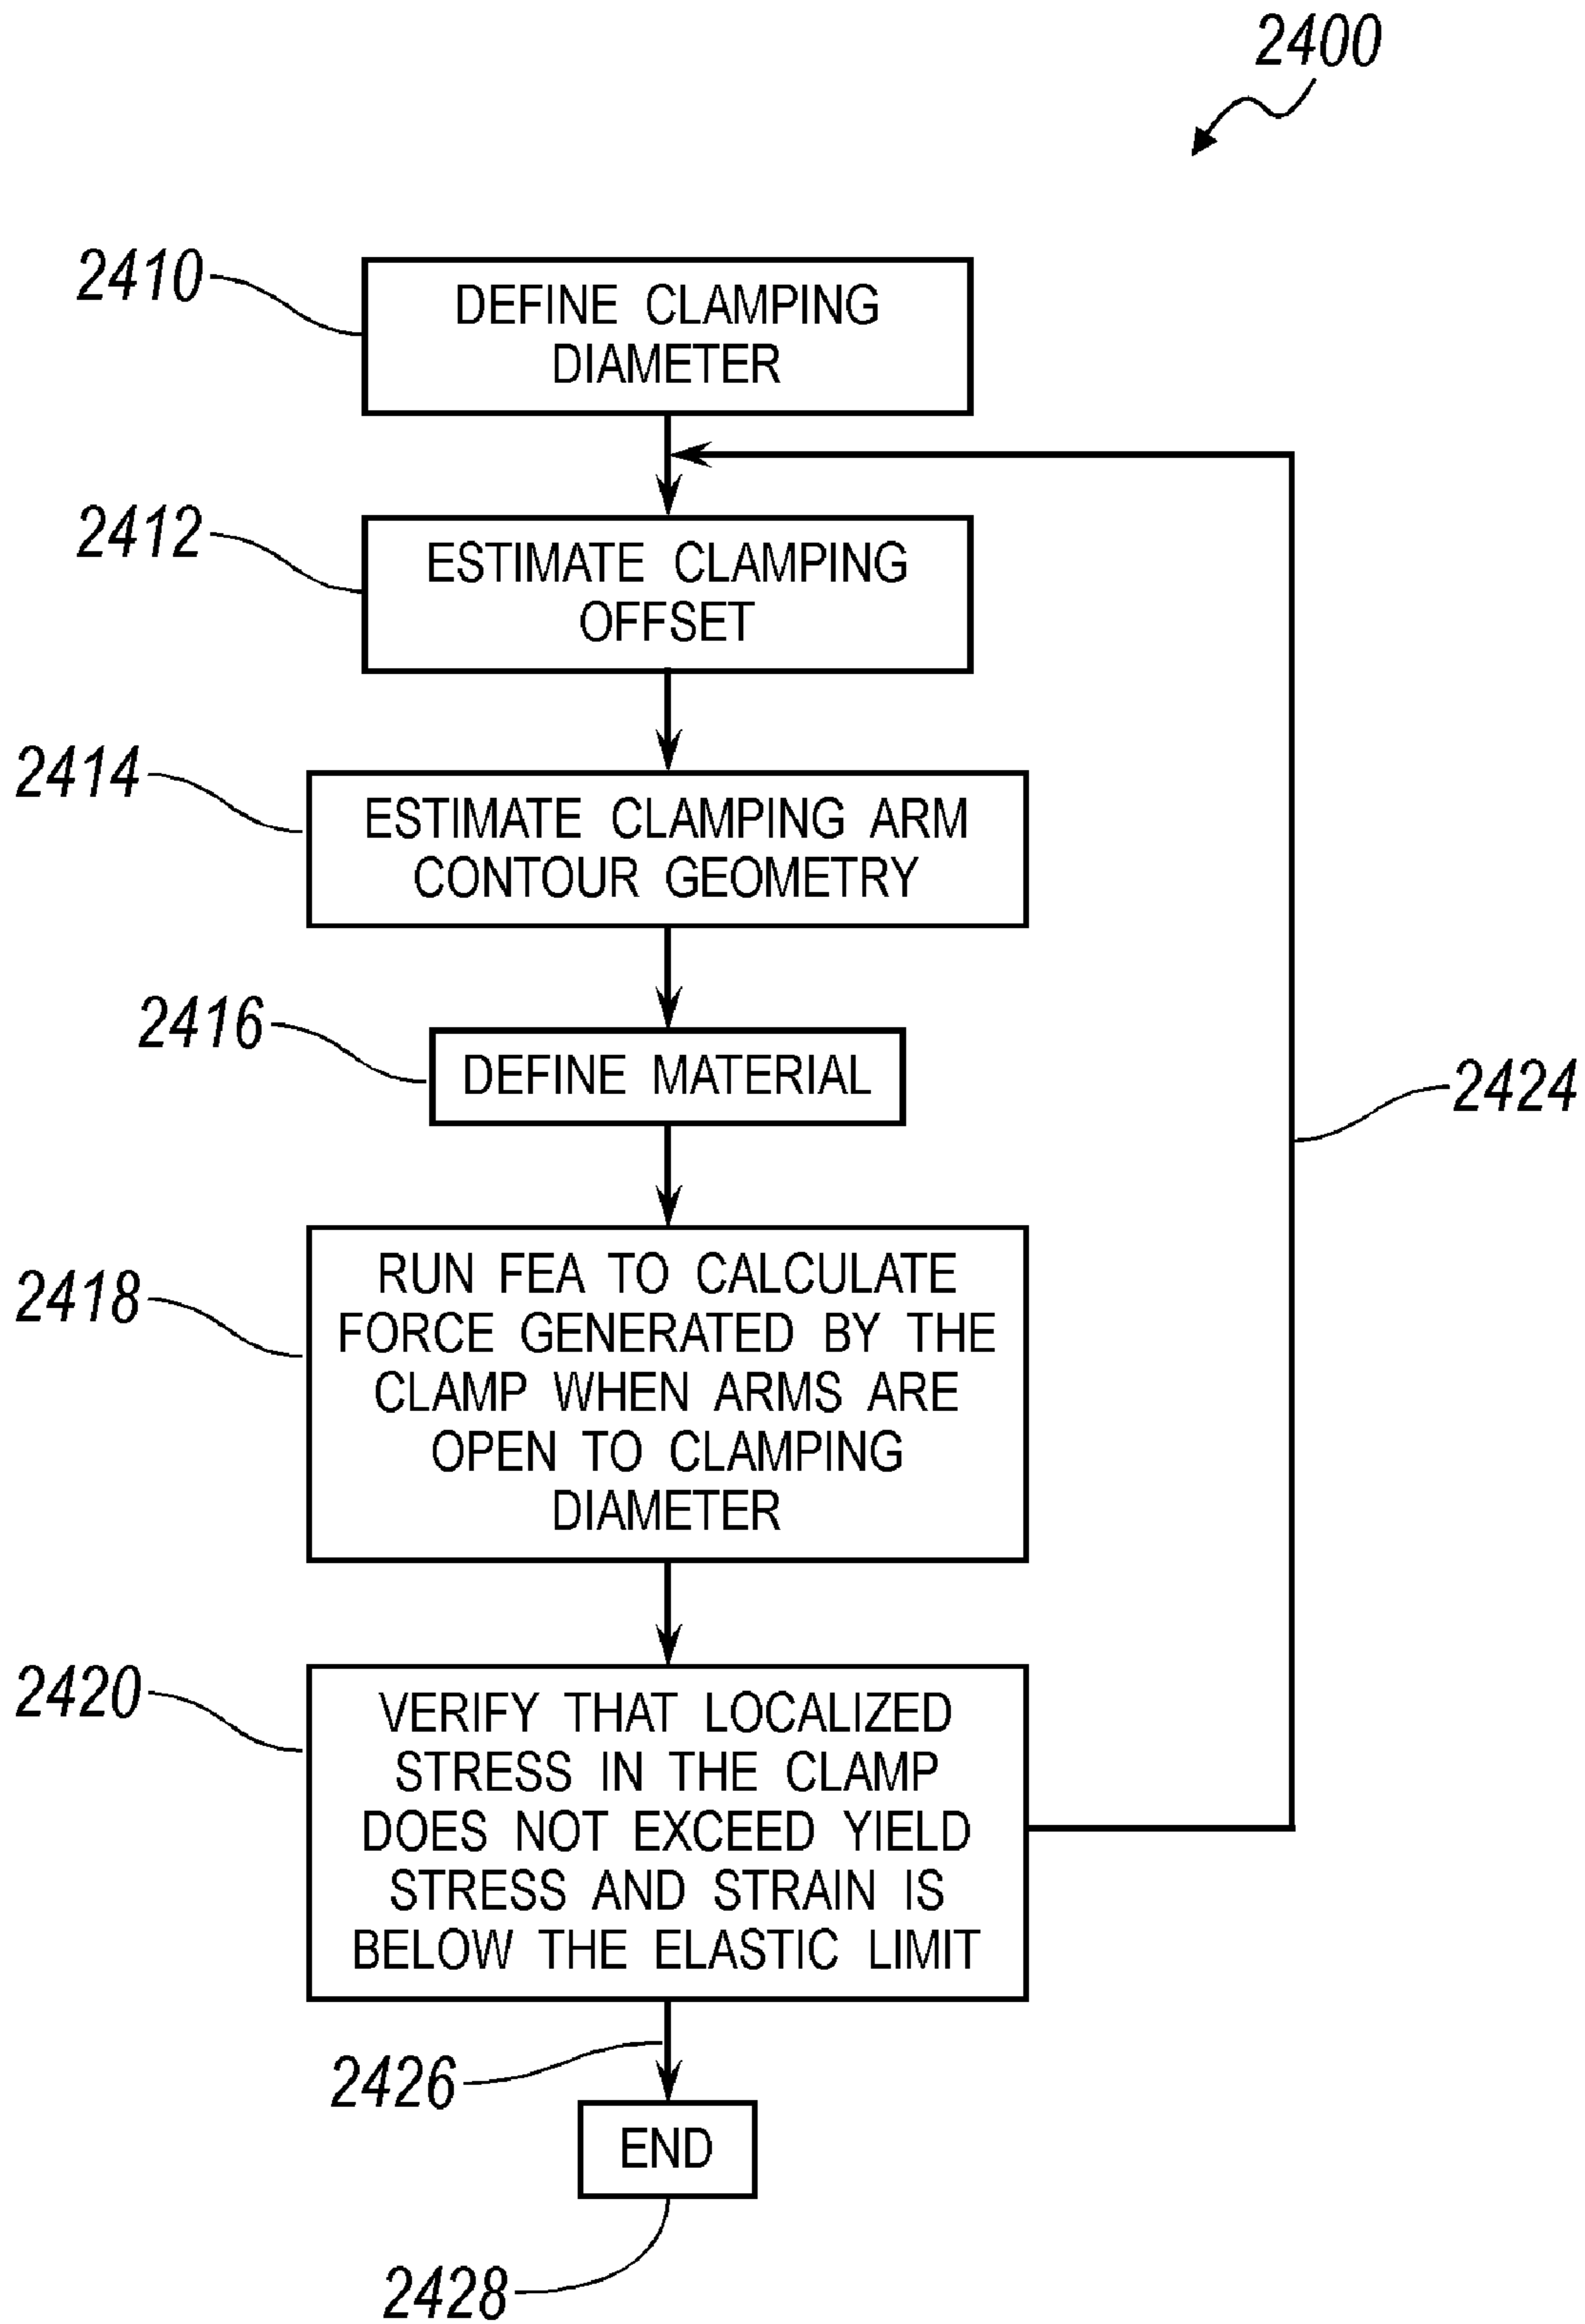 2400
2410
DEFINE CLAMPING
DIAMETER
2412
ESTIMATE CLAMPING
OFFSET
2414
ESTIMATE CLAMPING ARM
CONTOUR GEOMETRY
2416
DEFINE MATERIAL
2424
2418
RUN FEA TO CALCULATE
FORCE GENERATED BY THE
CLAMP WHEN ARMS ARE
OPEN TO CLAMPING
DIAMETER
2420
VERIFY THAT LOCALIZED
STRESS IN THE CLAMP
DOES NOT EXCEED YIELD
STRESS AND STRAIN IS
BELOW THE ELASTIC LIMIT
2426
END
2428